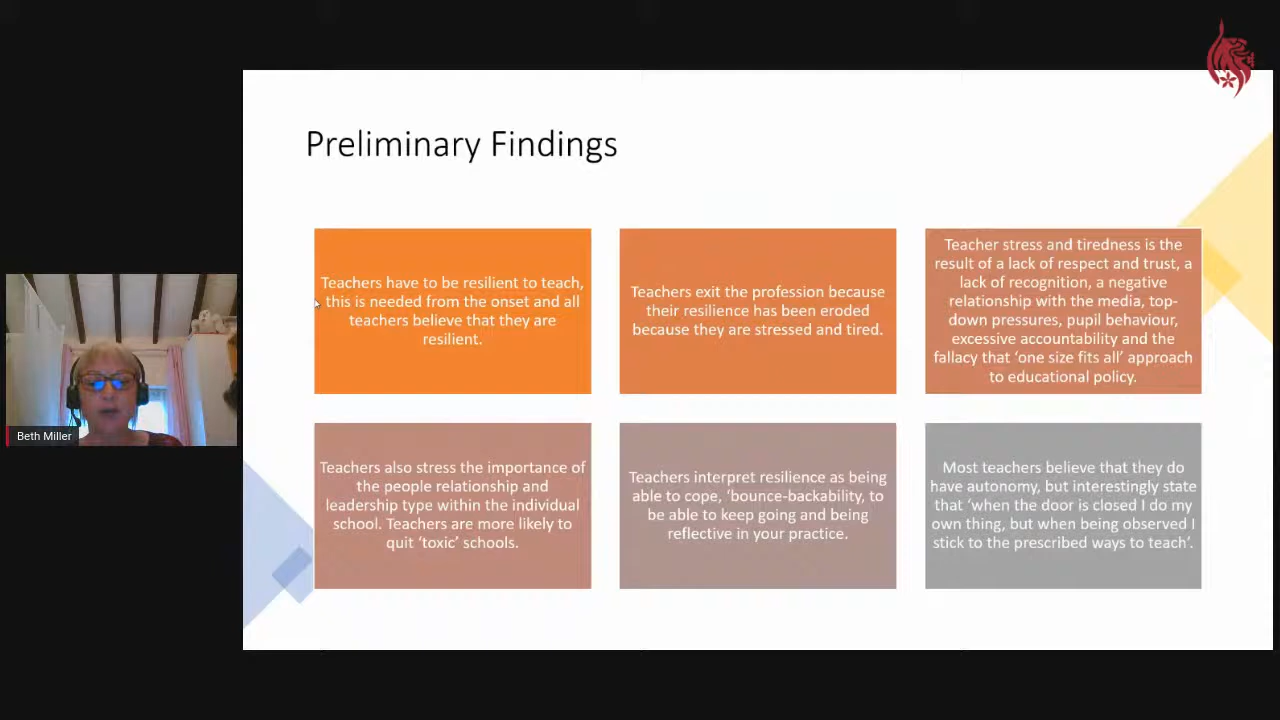 Preliminary Findings
Teachers have to be resilient to teach,
this is needed from the onset and all
teachers believe that they are
resilient.
Teachers exit the profession because
their resilience has been eroded
because they are stressed and tired.
Teacher stress and tiredness is the
result of a lack of respect and trust, a
lack of recognition, a negative
relationship with the media, top-
down pressures, pupil behaviour,
excessive accountability and the
fallacy that ‘one size fits all’ approach
to educational policy.
Teachers also stress the importance of
the people relationship and
leadership type within the individual
school. Teachers are more likely to
quit ‘toxic’ schools.
Teachers interpret resilience as being
able to cope, ‘bounce-backability, to
be able to keep going and being
reflective in your practice.
Most teachers believe that they do
have autonomy, but interestingly state
that ‘when the door is closed I do my
own thing, but when being observed I
stick to the prescribed ways to teach’.
Beth Miller